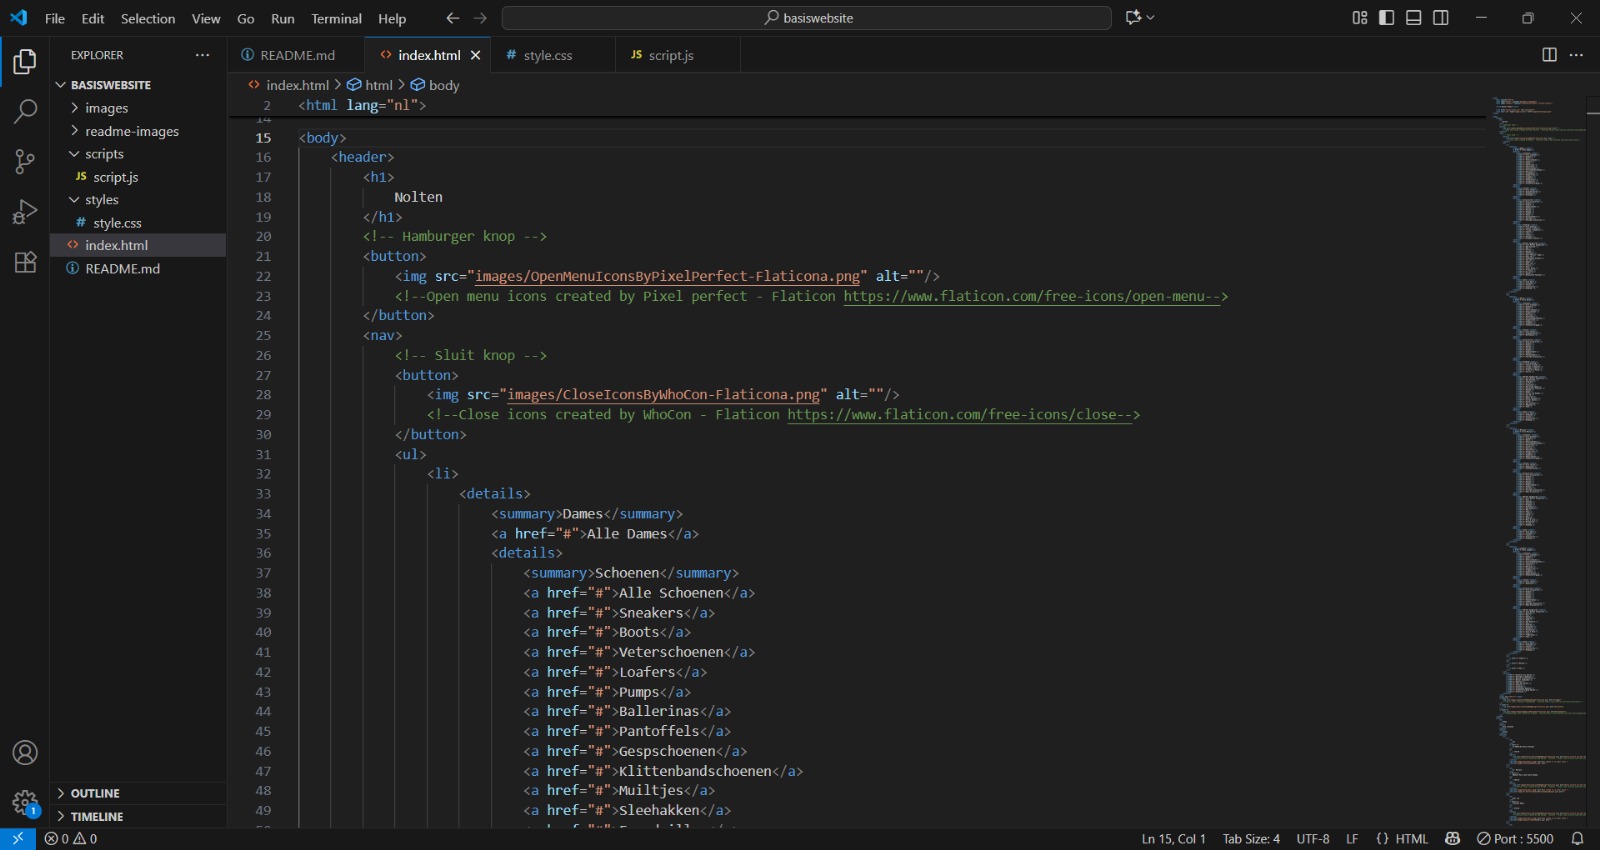 File Edit Selection View Go Run Terminal Help
basiswebsite
EXPLORER
README.md
index.html
style.css
JS script.js
BASISWEBSITE
images
readme-images
scripts
JS script.js
styles
# style.css
<> index.html
README.md
OUTLINE
TIMELINE
<> index.html > html > body
2 <html lang="nl">
14
15 <body>
16 <header>
17 <h1>
18 Nolten
19 </h1>
20 <!-- Hamburger knop -->
21 <button>
22 <img src="images/OpenMenuIconsByPixelPerfect-Flaticona.png" alt=""/>
23 <!--Open menu icons created by Pixel perfect - Flaticon https://www.flaticon.com/free-icons/open-menu-->
24 </button>
25 <nav>
26 <!-- Sluit knop -->
27 <button>
28 <img src="images/CloseIconsByWhoCon-Flaticona.png" alt=""/>
29 <!--Close icons created by WhoCon - Flaticon https://www.flaticon.com/free-icons/close-->
30 </button>
31 <ul>
32 <li>
33 <details>
34 <summary>Dames</summary>
35 <a href="#">Alle Dames</a>
36 <details>
37 <summary>Schoenen</summary>
38 <a href="#">Alle Schoenen</a>
39 <a href="#">Sneakers</a>
40 <a href="#">Boots</a>
41 <a href="#">Veterschoenen</a>
42 <a href="#">Loafers</a>
43 <a href="#">Pumps</a>
44 <a href="#">Ballerinas</a>
45 <a href="#">Pantoffels</a>
46 <a href="#">Gespschoenen</a>
47 <a href="#">Klittenbandschoenen</a>
48 <a href="#">Muiltjes</a>
49 <a href="#">Sleehakken</a>
1
0 0
Ln 15, Col 1 Tab Size: 4 UTF-8 LF {} HTML Port : 5500